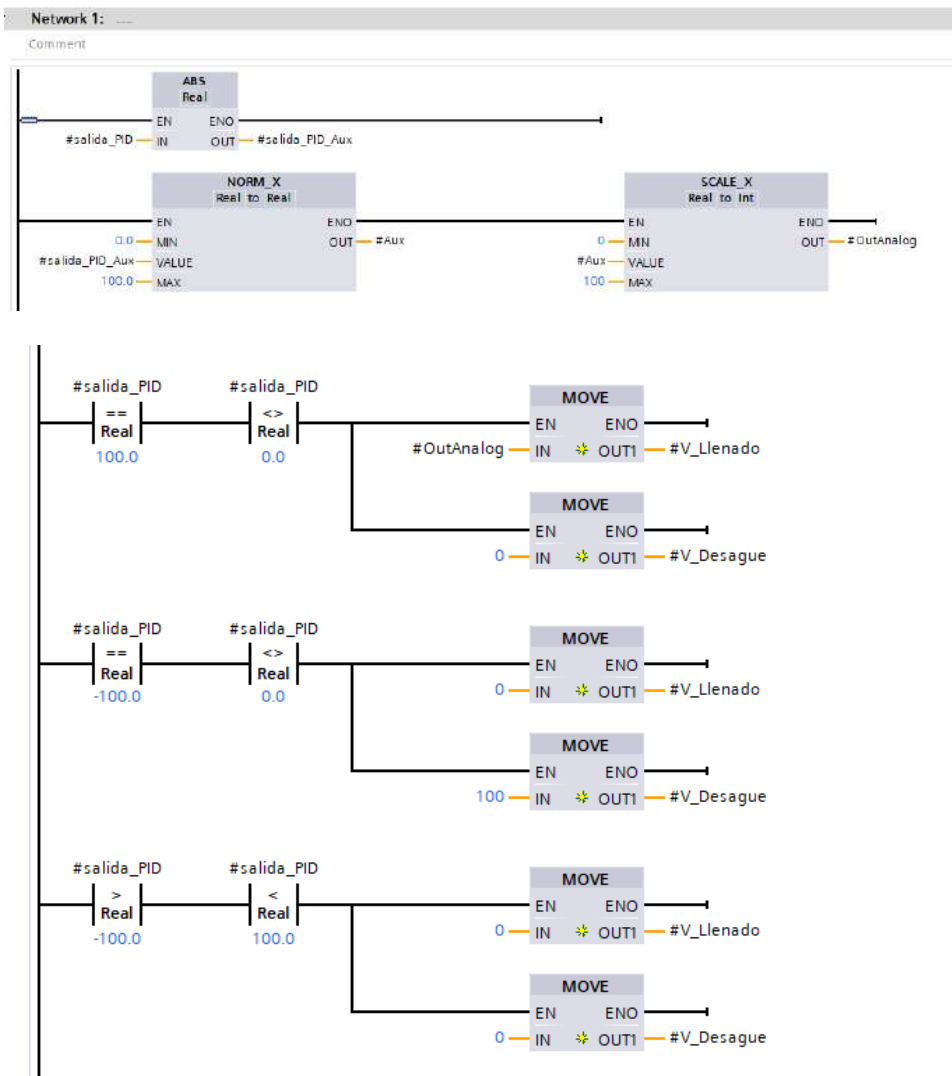 Network 1: ....
Comment
ABS
Real
EN ENO
#salida_PID IN OUT #salida_PID_Aux
NORM_X
Real to Real
EN ENO
0.0 MIN OUT #Aux
#salida_PID_Aux VALUE
100.0 MAX
SCALE_X
Real to Int
EN ENO
0 MIN OUT #OutAnalog
#Aux VALUE
100 MAX
#salida_PID #salida_PID
== <>
Real Real
100.0 0.0
MOVE
EN ENO
#OutAnalog IN OUT1 #V_Llenado
MOVE
EN ENO
0 IN OUT1 #V_Desague
#salida_PID #salida_PID
== <>
Real Real
-100.0 0.0
MOVE
EN ENO
0 IN OUT1 #V_Llenado
MOVE
EN ENO
100 IN OUT1 #V_Desague
#salida_PID #salida_PID
> <
Real Real
-100.0 100.0
MOVE
EN ENO
0 IN OUT1 #V_Llenado
MOVE
EN ENO
0 IN OUT1 #V_Desague